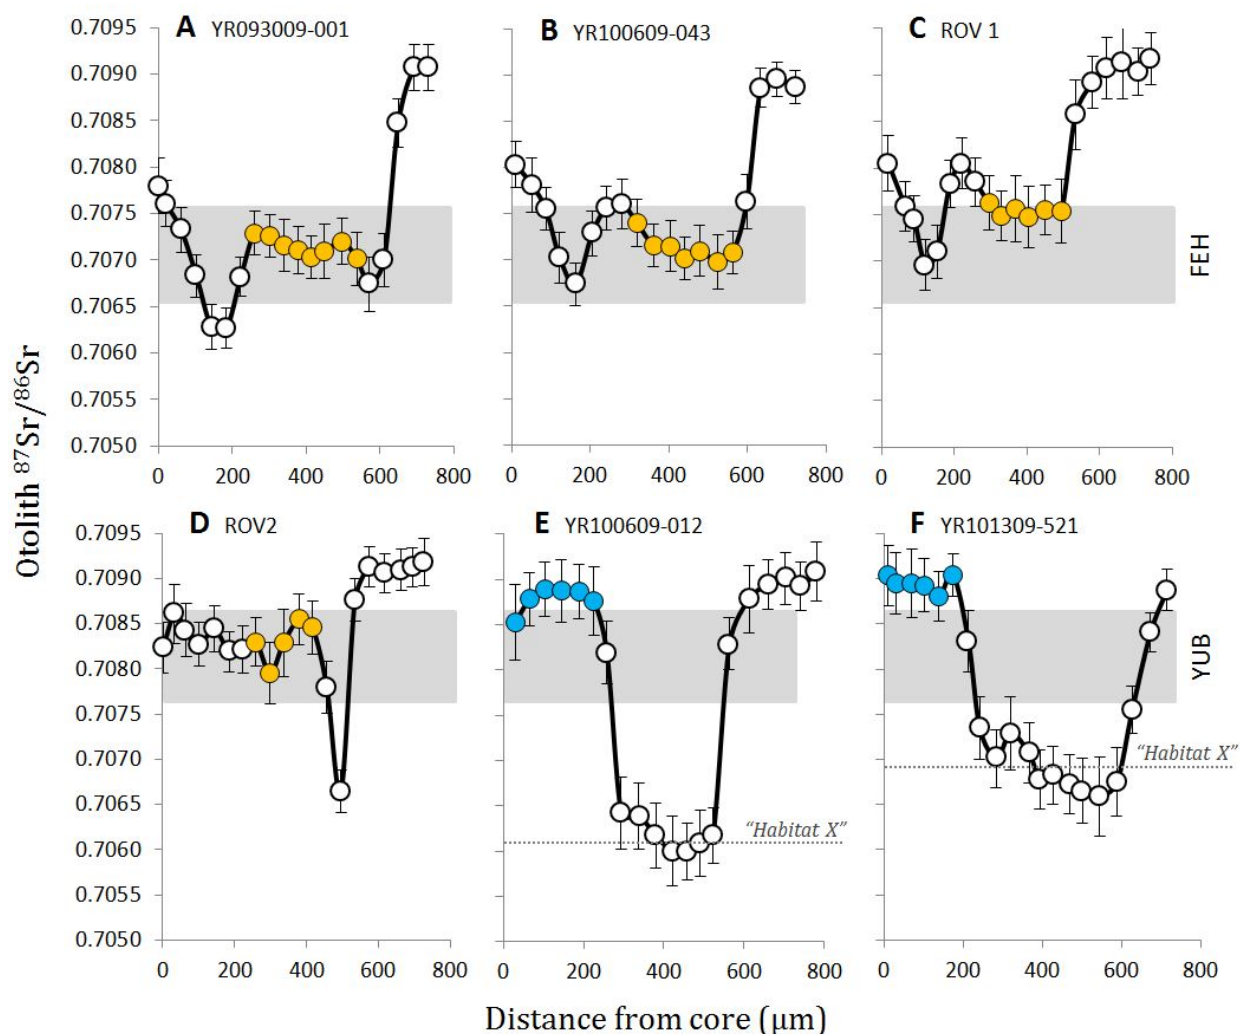 A YR093009-001
B YR100609-043
C ROV 1
0.7095
0.7090
0.7085
0.7080
0.7075
0.7070
0.7065
0.7060
0.7055
0.7050
FEH
0 200 400 600 800
0 200 400 600 800
0 200 400 600 800
Otolith ⁸⁷Sr/⁸⁶Sr
D ROV2
E YR100609-012
F YR101309-521
0.7095
0.7090
0.7085
0.7080
0.7075
0.7070
0.7065
0.7060
0.7055
0.7050
YUB
"Habitat X"
"Habitat X"
0 200 400 600 800
0 200 400 600 800
0 200 400 600 800
Distance from core (µm)